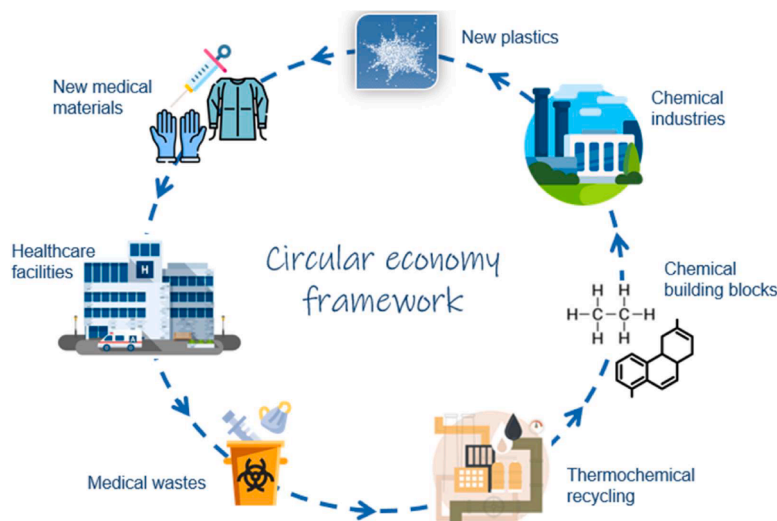 New plastics
New medical
materials
Chemical
industries
Healthcare
facilities
H
Circular economy
framework
Chemical
building blocks
H H
H-C-C-H
H H
A
Medical wastes
Thermochemical
recycling